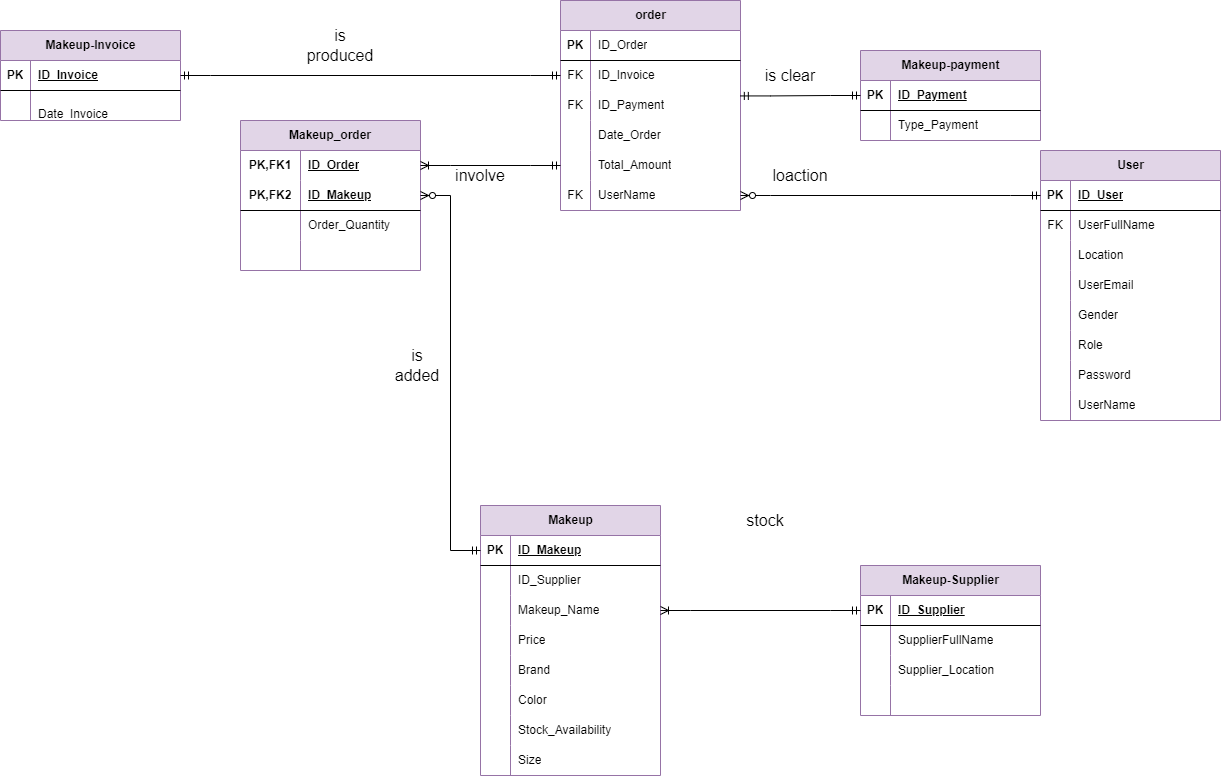 Makeup-Invoice
PK ID_Invoice
Date_Invoice
is
produced
order
PK ID_Order
FK ID_Invoice
FK ID_Payment
Date_Order
Total_Amount
FK UserName
is clear
Makeup-payment
PK ID_Payment
Type_Payment
Makeup_order
PK,FK1 ID_Order
PK,FK2 ID_Makeup
Order_Quantity
involve
loaction
User
PK ID_User
FK UserFullName
Location
UserEmail
Gender
Role
Password
UserName
is
added
Makeup
PK ID_Makeup
ID_Supplier
Makeup_Name
Price
Brand
Color
Stock_Availability
Size
stock
Makeup-Supplier
PK ID_Supplier
SupplierFullName
Supplier_Location